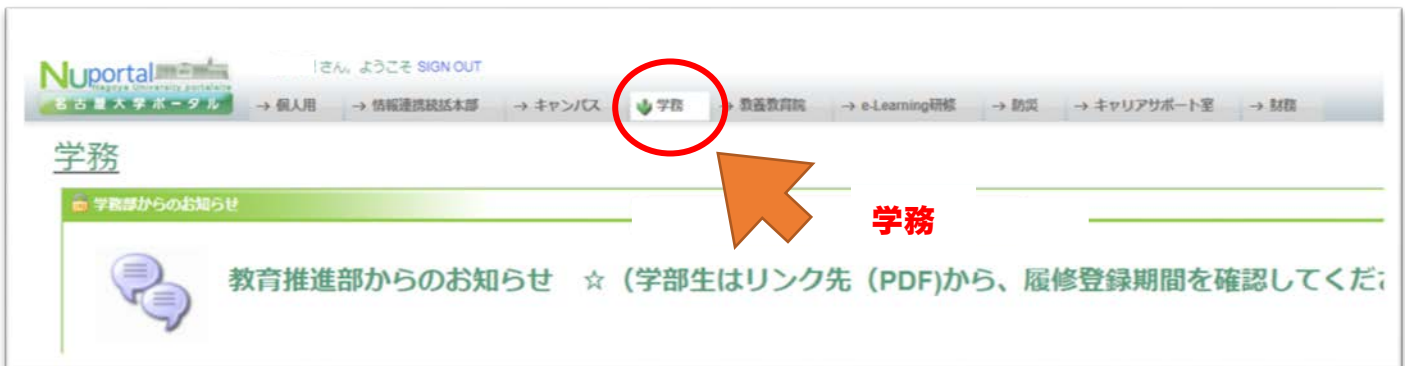 Nuportal
Nagoya University portalsite
名古屋大学ポータル
さん。ようこそ SIGN OUT
→ 個人用 → 情報連携統括本部 → キャンパス 学務 → 教養教育院 → e-Learning研修 → 防災 → キャリアサポート室 → 財務
学務
学務部からのお知らせ
学務
教育推進部からのお知らせ ☆（学部生はリンク先（PDF)から、履修登録期間を確認してくださ